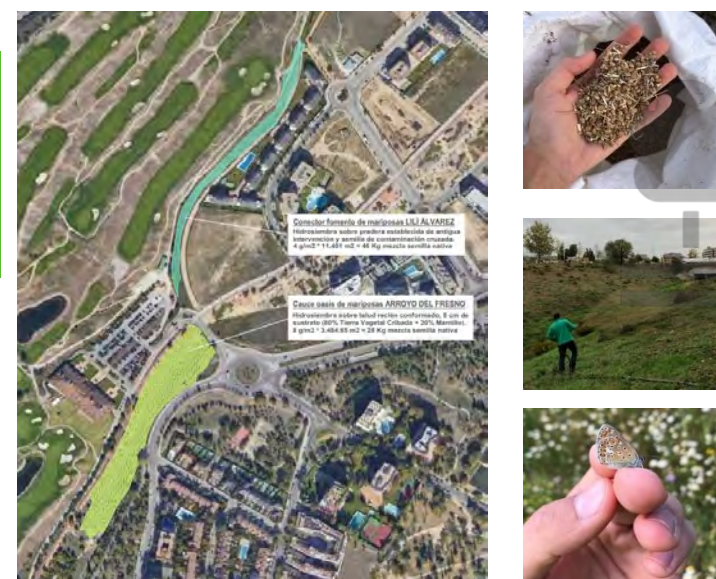 Conector fomento de mariposas LILÍ ÁLVAREZ
Hidrosiembra sobre pradera establecida de antigua
intervención y semilla de contaminación cruzada.
4 g/m2 * 11.491 m2 = 46 Kg mezcla semilla nativa
Cauce oasis de mariposas ARROYO DEL FRESNO
Hidrosiembra sobre talud recién conformado, 5 cm de
sustrato (80% Tierra Vegetal Cribada + 20% Mantillo).
8 g/m2 * 3.484.65 m2 = 28 Kg mezcla semilla nativa